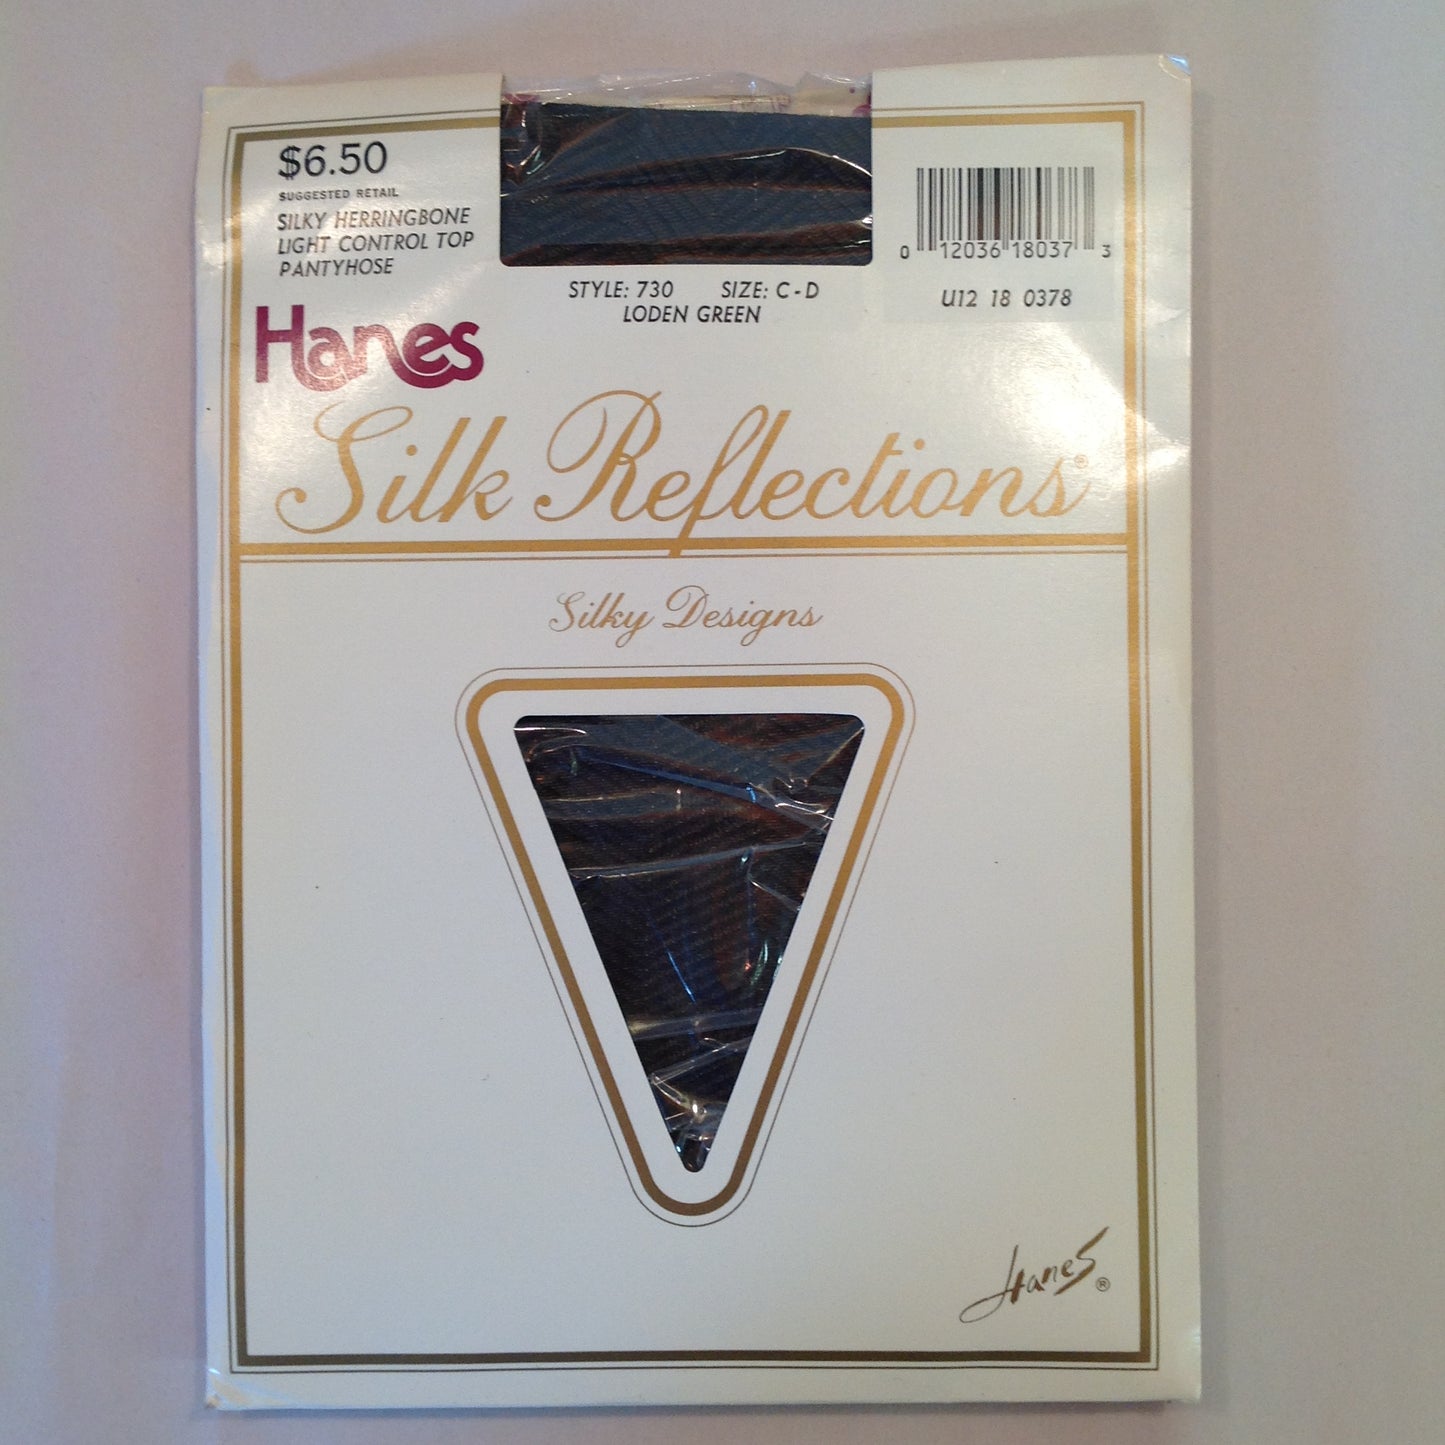 $6.50
SUGGESTED RETAIL
SILKY HERRINGBONE
LIGHT CONTROL TOP
PANTYHOSE
STYLE: 730 SIZE: C-D
LODEN GREEN
0 12036 18037 3
U12 18 0378
Hanes
Silk Reflections®
Silky Designs
Hanes®